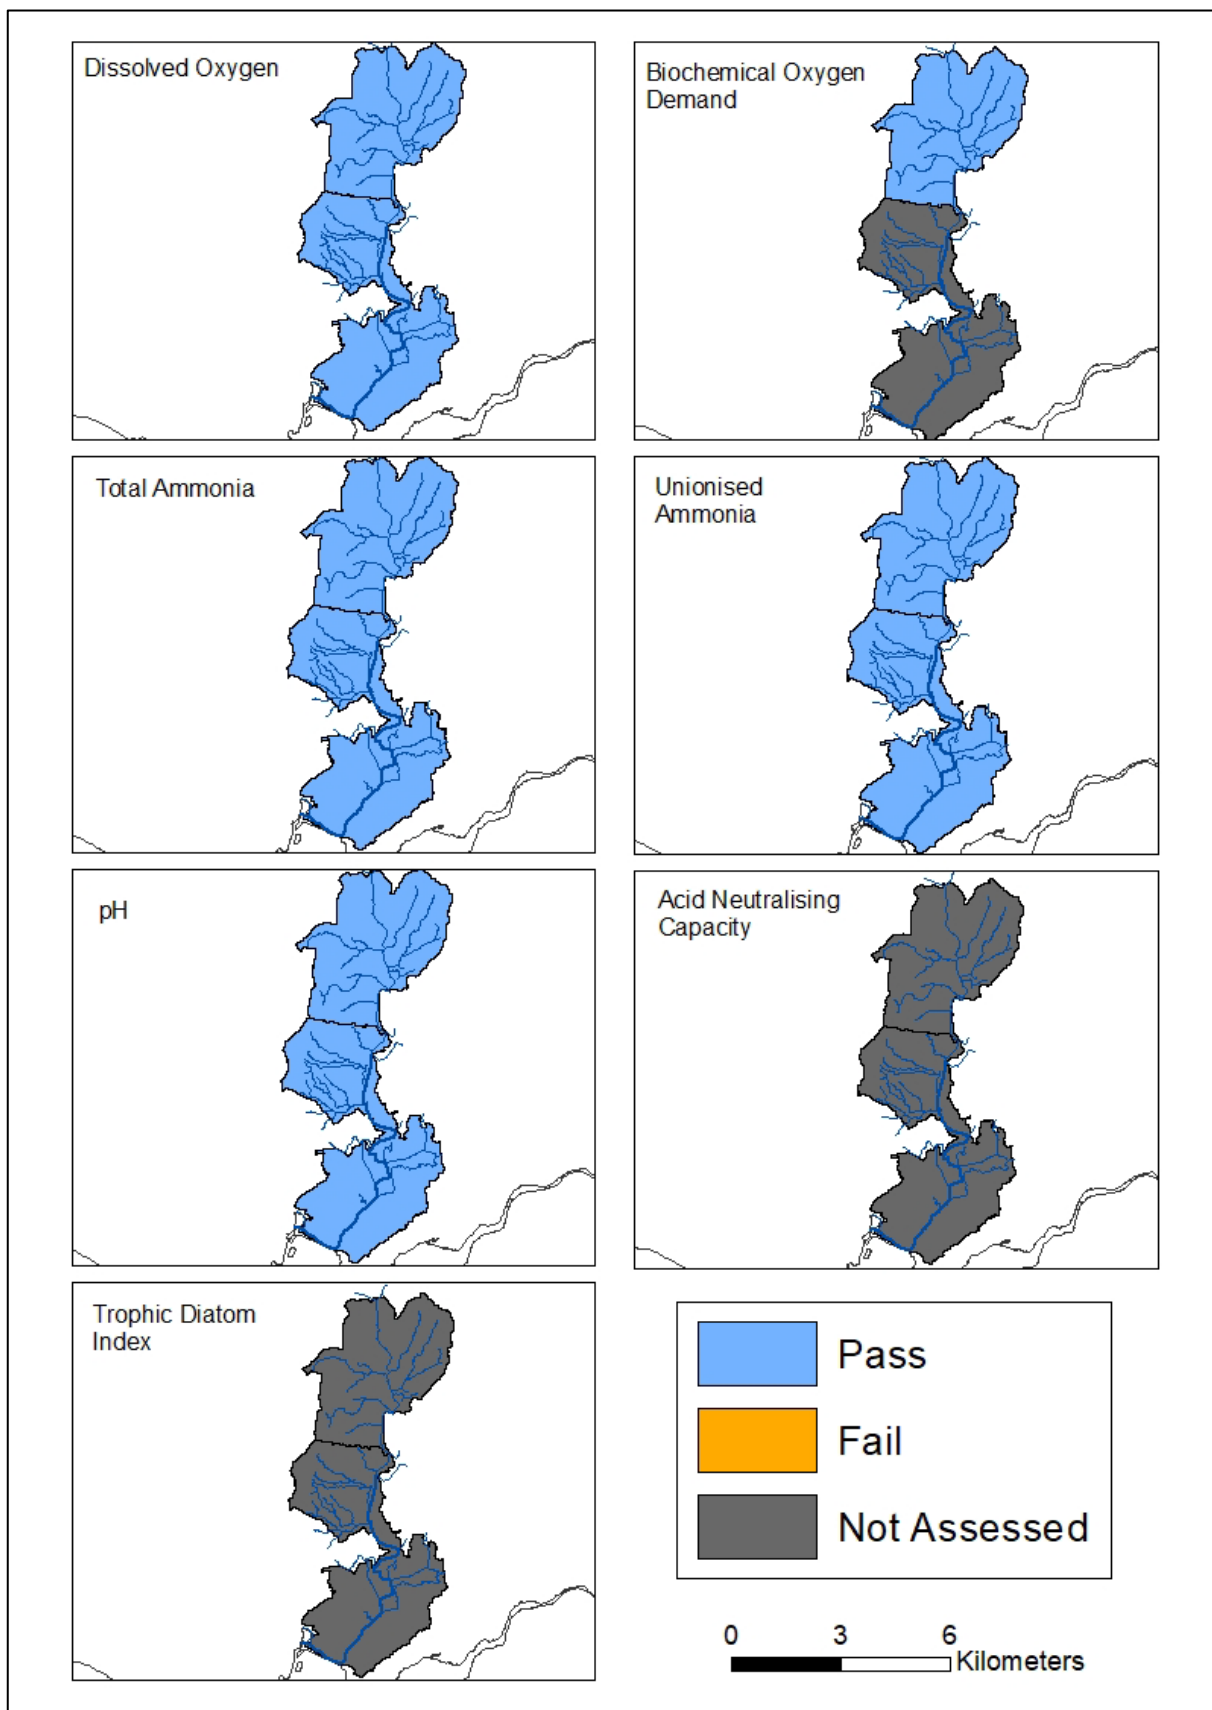 Dissolved Oxygen
Biochemical Oxygen
Demand
Total Ammonia
Unionised
Ammonia
pH
Acid Neutralising
Capacity
Trophic Diatom
Index
Pass
Fail
Not Assessed
0 3 6
Kilometers